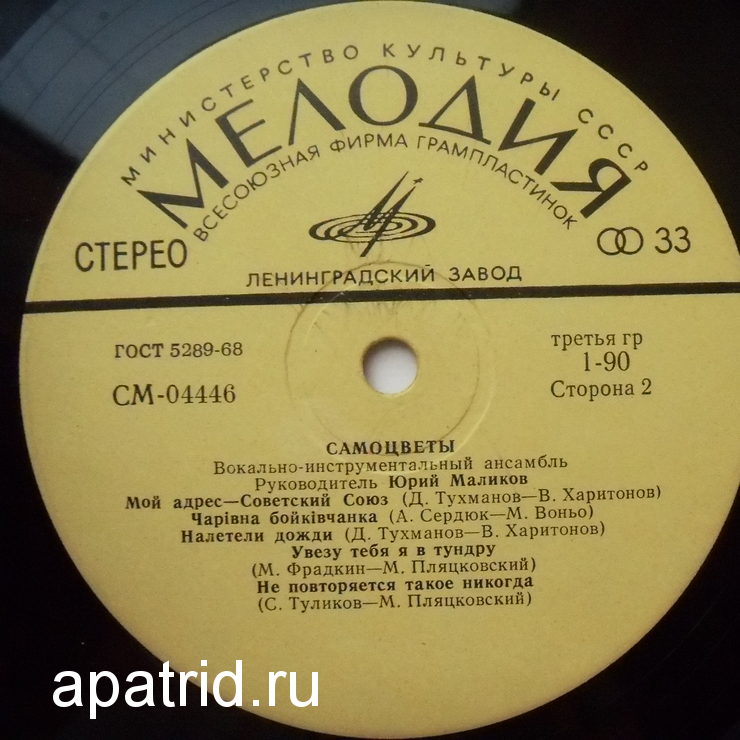 МИНИСТЕРСТВО КУЛЬТУРЫ СССР
МЕЛОДИЯ
ВСЕСОЮЗНАЯ ФИРМА ГРАМПЛАСТИНОК
СТЕРЕО
33
ЛЕНИНГРАДСКИЙ ЗАВОД
ГОСТ 5289-68
третья гр
1-90
СМ-04446
Сторона 2
САМОЦВЕТЫ
Вокально-инструментальный ансамбль
Руководитель Юрий Маликов
Мой адрес—Советский Союз (Д. Тухманов—В. Харитонов)
Чарівна бойківчанка (А. Сердюк—М. Воньо)
Налетели дожди (Д. Тухманов—В. Харитонов)
Увезу тебя я в тундру
(М. Фрадкин—М. Пляцковский)
Не повторяется такое никогда
(С. Туликов—М. Пляцковский)
apatrid.ru